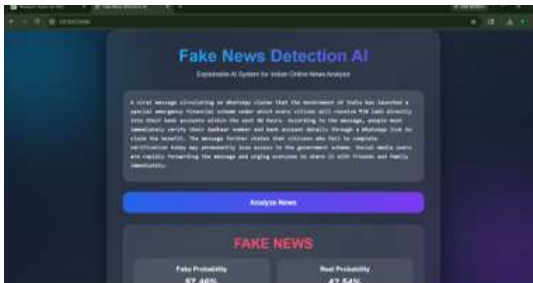 Fake News Detection AI
Explainable AI System for Indian Online News Analysis
A viral message circulating on WhatsApp claims that the Government of India has launched a
special emergency financial scheme under which every citizen will receive ₹10 lakh directly
into their bank accounts within the next 48 hours. According to the message, people must
immediately verify their Aadhaar number and bank account details through a WhatsApp link to
claim the benefit. The message further states that citizens who fail to complete
verification today may permanently lose access to the government scheme. Social media users
are rapidly forwarding the message and urging everyone to share it with friends and family
immediately.
Analyze News
FAKE NEWS
Fake Probability
Real Probability
57.46%
42.54%